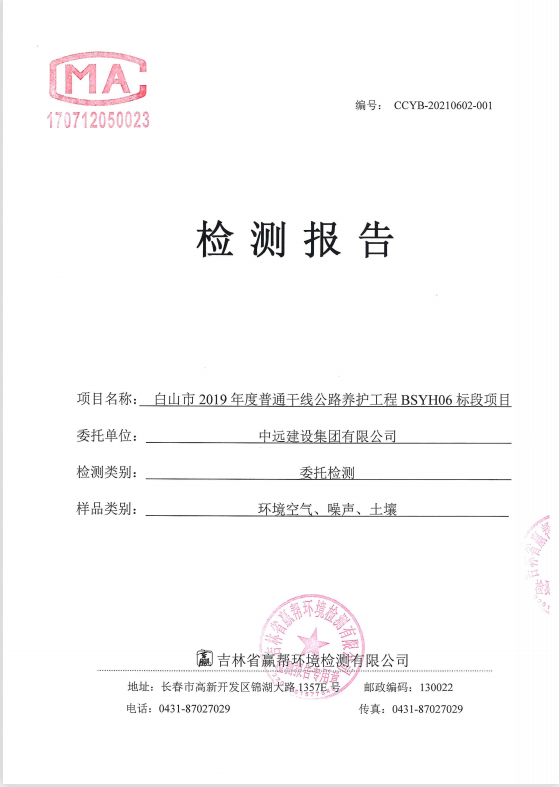 MA
170712050023
编号： CCYB-20210602-001
检测报告
项目名称： 白山市 2019 年度普通干线公路养护工程 BSYH06 标段项目
委托单位： 中远建设集团有限公司
检测类别： 委托检测
样品类别： 环境空气、噪声、土壤
吉林省赢帮环境检测有限公司
地址：长春市高新开发区锦湖大路 1357E 号 邮政编码：130022
电话：0431-87027029 传真：0431-87027029